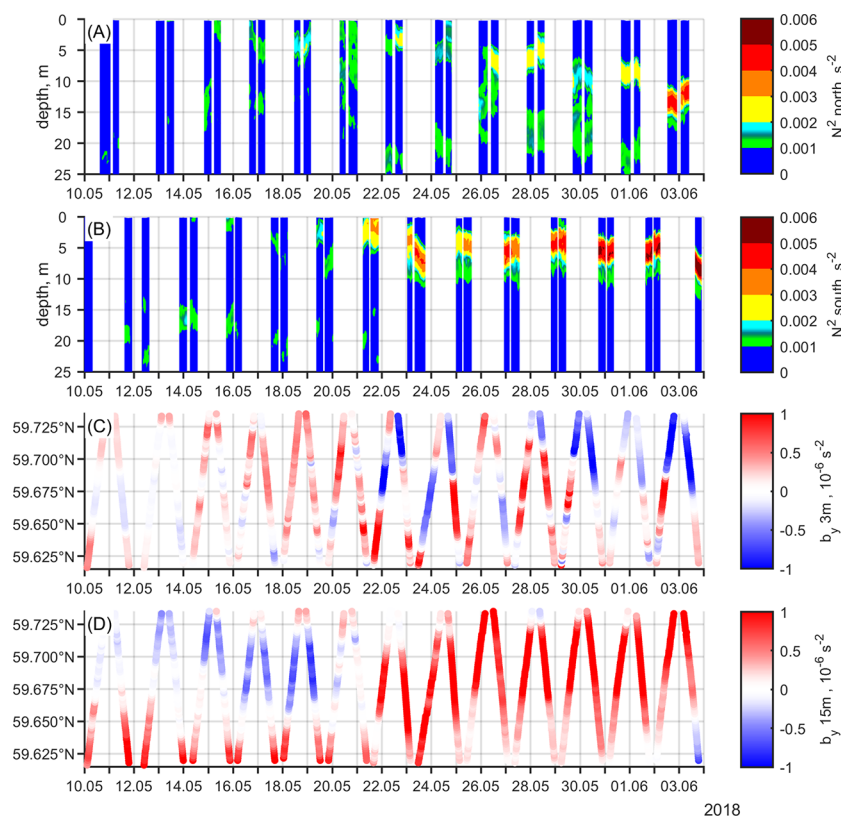 (A)
depth, m
0
5
10
15
20
25
10.05 12.05 14.05 16.05 18.05 20.05 22.05 24.05 26.05 28.05 30.05 01.06 03.06
0.006
0.005
0.004
0.003
0.002
0.001
0
N² north, s⁻²
(B)
depth, m
0
5
10
15
20
25
10.05 12.05 14.05 16.05 18.05 20.05 22.05 24.05 26.05 28.05 30.05 01.06 03.06
0.006
0.005
0.004
0.003
0.002
0.001
0
N² south, s⁻²
(C)
59.725°N
59.700°N
59.675°N
59.650°N
59.625°N
10.05 12.05 14.05 16.05 18.05 20.05 22.05 24.05 26.05 28.05 30.05 01.06 03.06
1
0.5
0
-0.5
-1
b_y 3m , 10⁻⁶ s⁻²
(D)
59.725°N
59.700°N
59.675°N
59.650°N
59.625°N
10.05 12.05 14.05 16.05 18.05 20.05 22.05 24.05 26.05 28.05 30.05 01.06 03.06
1
0.5
0
-0.5
-1
b_y 15m , 10⁻⁶ s⁻²
2018